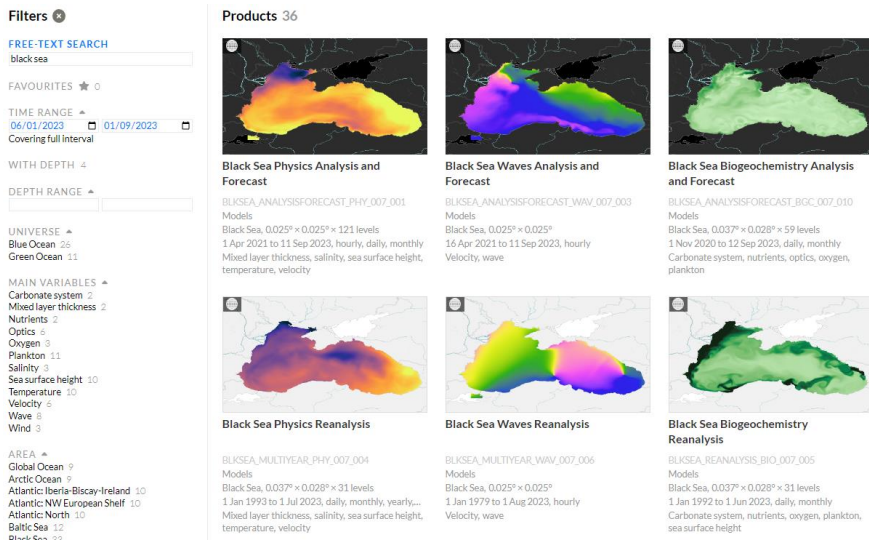 Filters
FREE-TEXT SEARCH
black sea
FAVOURITES 0
TIME RANGE
06/01/2023 01/09/2023
Covering full interval
WITH DEPTH 4
DEPTH RANGE
UNIVERSE
Blue Ocean 26
Green Ocean 11
MAIN VARIABLES
Carbonate system 2
Mixed layer thickness 2
Nutrients 2
Optics 6
Oxygen 3
Plankton 11
Salinity 3
Sea surface height 10
Temperature 10
Velocity 6
Wave 8
Wind 3
AREA
Global Ocean 9
Arctic Ocean 9
Atlantic: Iberia-Biscay-Ireland 10
Atlantic: NW European Shelf 10
Atlantic: North 10
Baltic Sea 12
Black Sea 33
Products 36
Black Sea Physics Analysis and
Forecast
BLKSEA_ANALYSISFORECAST_PHY_007_001
Models
Black Sea, 0.025° × 0.025° × 121 levels
1 Apr 2021 to 11 Sep 2023, hourly, daily, monthly
Mixed layer thickness, salinity, sea surface height,
temperature, velocity
Black Sea Waves Analysis and
Forecast
BLKSEA_ANALYSISFORECAST_WAV_007_003
Models
Black Sea, 0.025° × 0.025°
16 Apr 2021 to 11 Sep 2023, hourly
Velocity, wave
Black Sea Biogeochemistry Analysis
and Forecast
BLKSEA_ANALYSISFORECAST_BGC_007_010
Models
Black Sea, 0.037° × 0.028° × 59 levels
1 Nov 2020 to 12 Sep 2023, daily, monthly
Carbonate system, nutrients, optics, oxygen,
plankton
Black Sea Physics Reanalysis
BLKSEA_MULTIYEAR_PHY_007_004
Models
Black Sea, 0.037° × 0.028° × 31 levels
1 Jan 1993 to 1 Jul 2023, daily, monthly, yearly,...
Mixed layer thickness, salinity, sea surface height,
temperature, velocity
Black Sea Waves Reanalysis
BLKSEA_MULTIYEAR_WAV_007_006
Models
Black Sea, 0.025° × 0.025°
1 Jan 1979 to 1 Aug 2023, hourly
Velocity, wave
Black Sea Biogeochemistry
Reanalysis
BLKSEA_REANALYSIS_BIO_007_005
Models
Black Sea, 0.037° × 0.028° × 31 levels
1 Jan 1992 to 1 Jun 2023, daily, monthly
Carbonate system, nutrients, oxygen, plankton,
sea surface height